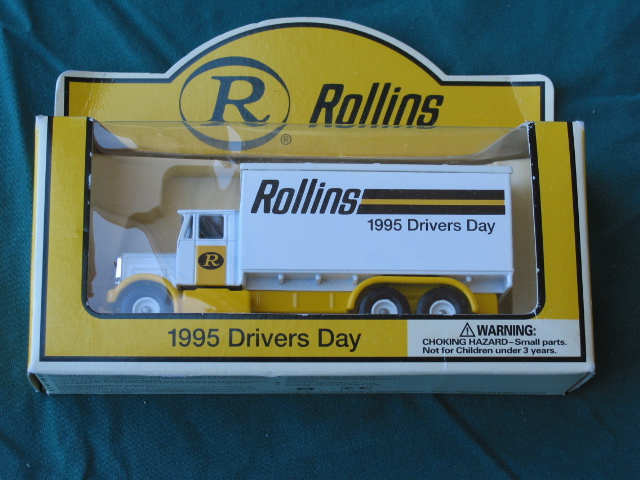 R ® Rollins
Rollins
1995 Drivers Day
R
1995 Drivers Day
WARNING:
CHOKING HAZARD–Small parts.
Not for Children under 3 years.